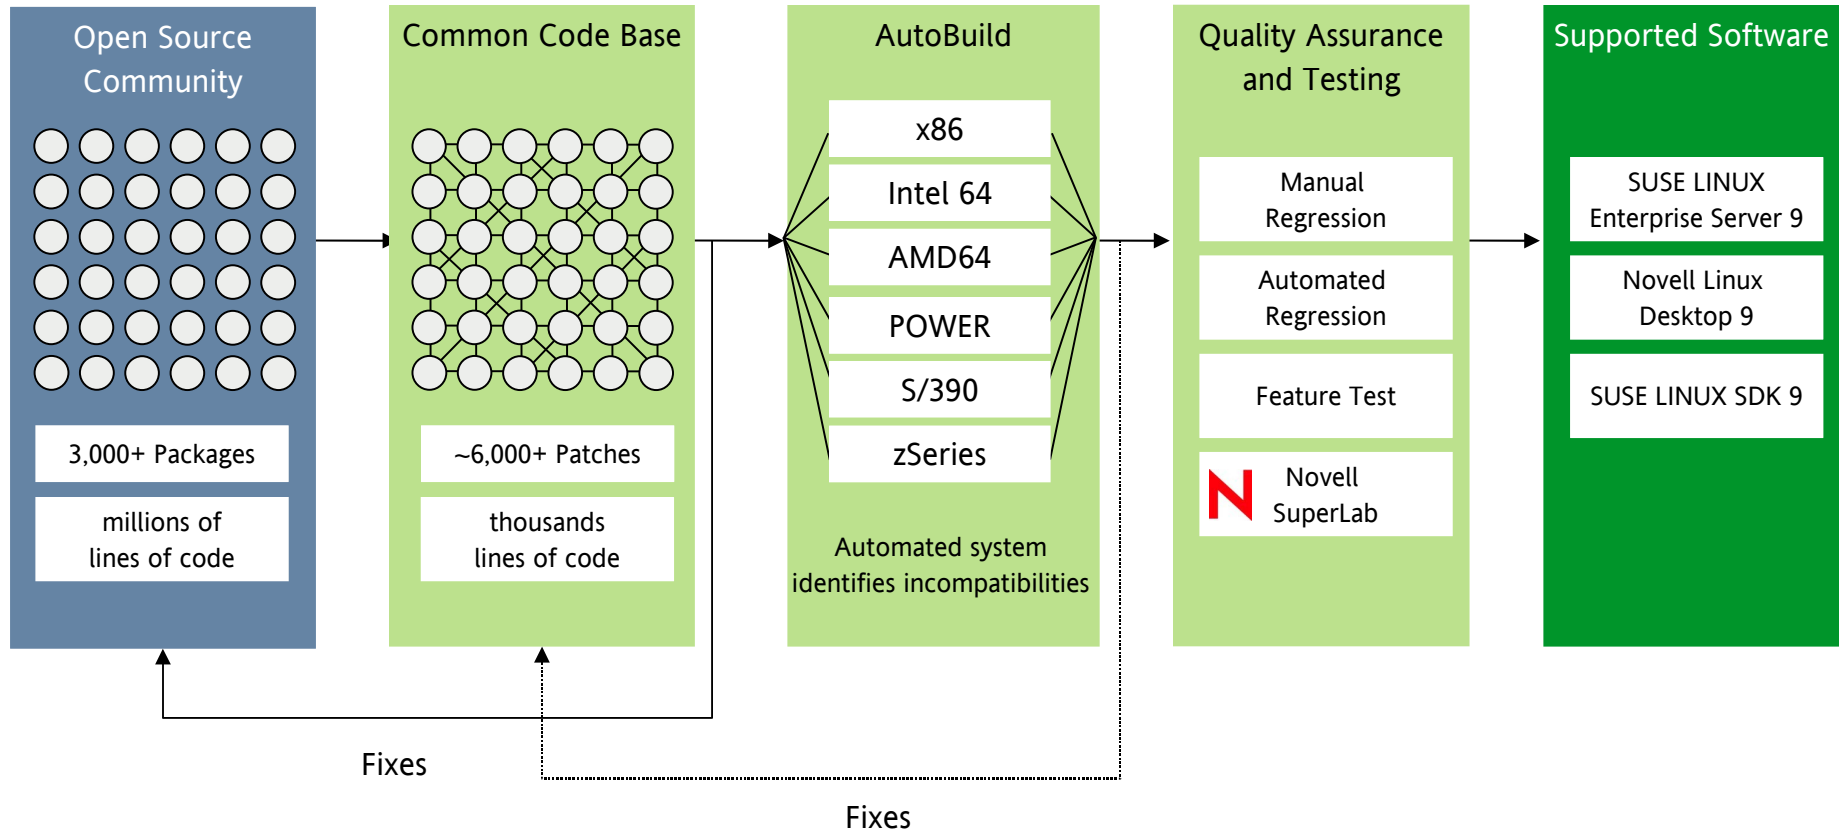 Open Source
Community
3,000+ Packages
millions of
lines of code
Common Code Base
~6,000+ Patches
thousands
lines of code
AutoBuild
x86
Intel 64
AMD64
POWER
S/390
zSeries
Automated system
identifies incompatibilities
Quality Assurance
and Testing
Manual
Regression
Automated
Regression
Feature Test
Novell
SuperLab
Supported Software
SUSE LINUX
Enterprise Server 9
Novell Linux
Desktop 9
SUSE LINUX SDK 9
Fixes
Fixes